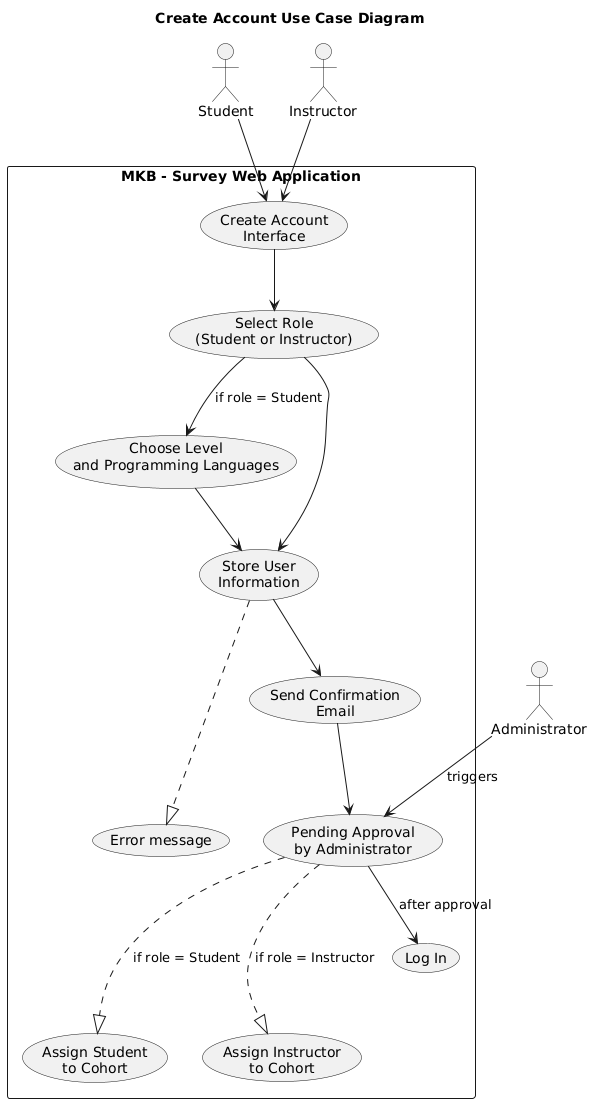 Create Account Use Case Diagram
Student
Instructor
MKB - Survey Web Application
Create Account
Interface
Select Role
(Student or Instructor)
if role = Student
Choose Level
and Programming Languages
Store User
Information
Send Confirmation
Email
Administrator
triggers
Error message
Pending Approval
by Administrator
after approval
if role = Student
if role = Instructor
Log In
Assign Student
to Cohort
Assign Instructor
to Cohort